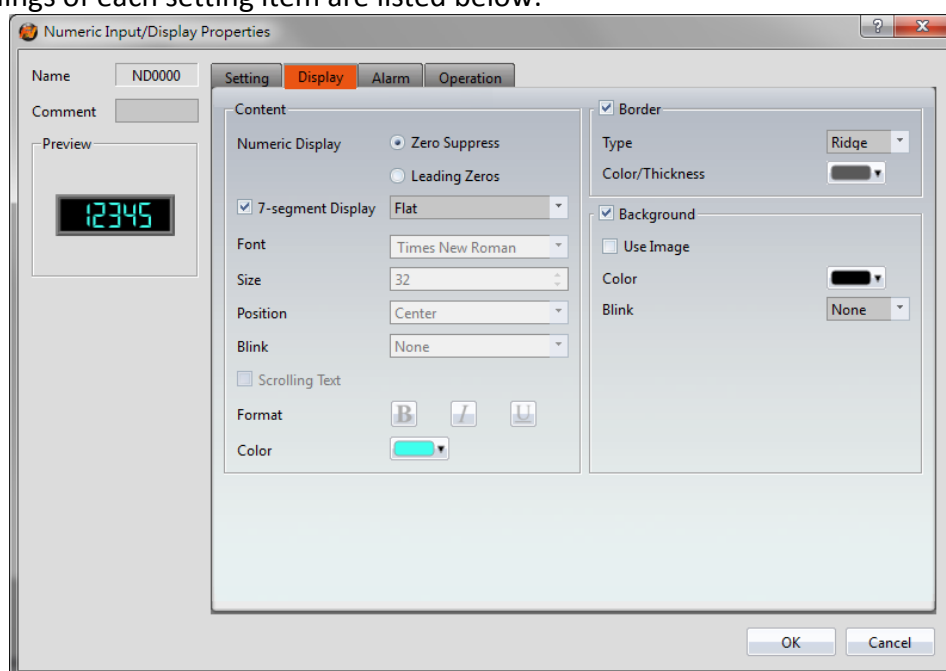 ings of each setting item are listed below.
Numeric Input/Display Properties
Name ND0000
Comment
Preview
12345
Setting Display Alarm Operation
Content
Numeric Display Zero Suppress
Leading Zeros
7-segment Display Flat
Font Times New Roman
Size 32
Position Center
Blink None
Scrolling Text
Format B I U
Color
Border
Type Ridge
Color/Thickness
Background
Use Image
Color
Blink None
OK Cancel